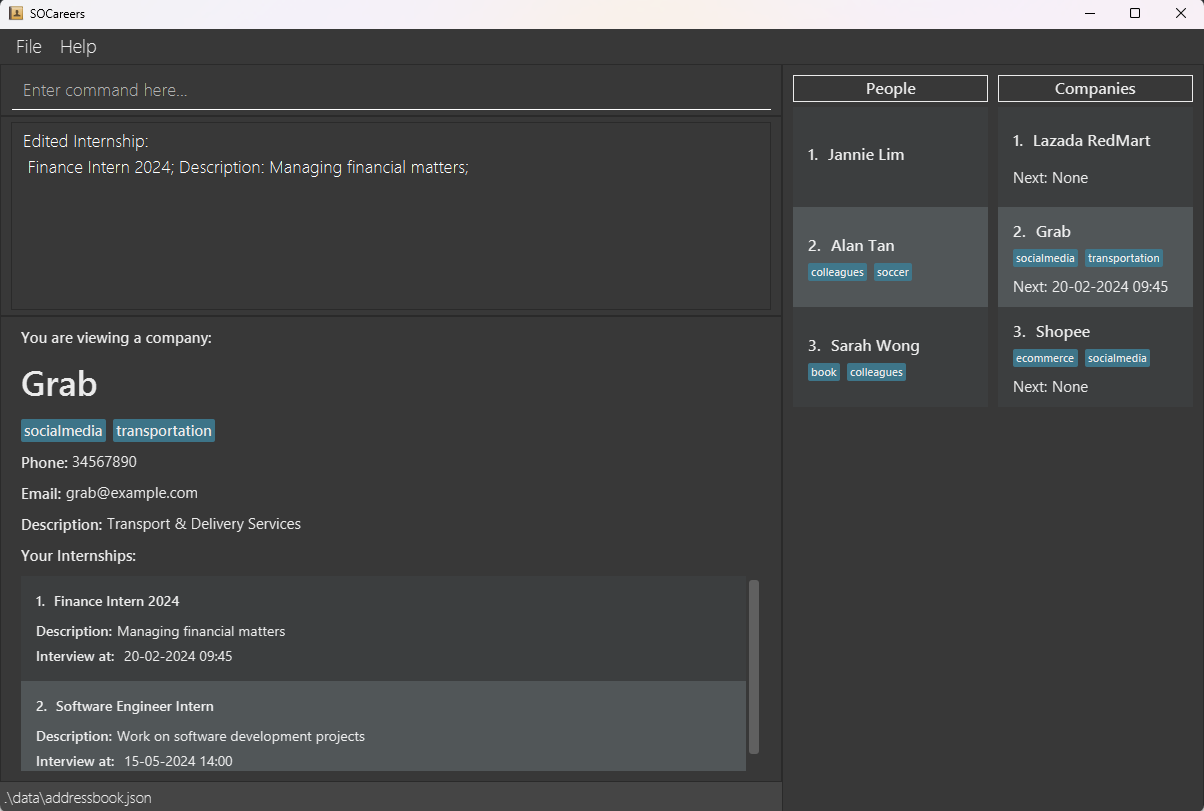 SOCareers
File Help
Enter command here...
Edited Internship:
Finance Intern 2024; Description: Managing financial matters;
You are viewing a company:
Grab
socialmedia transportation
Phone: 34567890
Email: grab@example.com
Description: Transport & Delivery Services
Your Internships:
1. Finance Intern 2024
Description: Managing financial matters
Interview at: 20-02-2024 09:45
2. Software Engineer Intern
Description: Work on software development projects
Interview at: 15-05-2024 14:00
.\data\addressbook.json
People
1. Jannie Lim
2. Alan Tan
colleagues soccer
3. Sarah Wong
book colleagues
Companies
1. Lazada RedMart
Next: None
2. Grab
socialmedia transportation
Next: 20-02-2024 09:45
3. Shopee
ecommerce socialmedia
Next: None